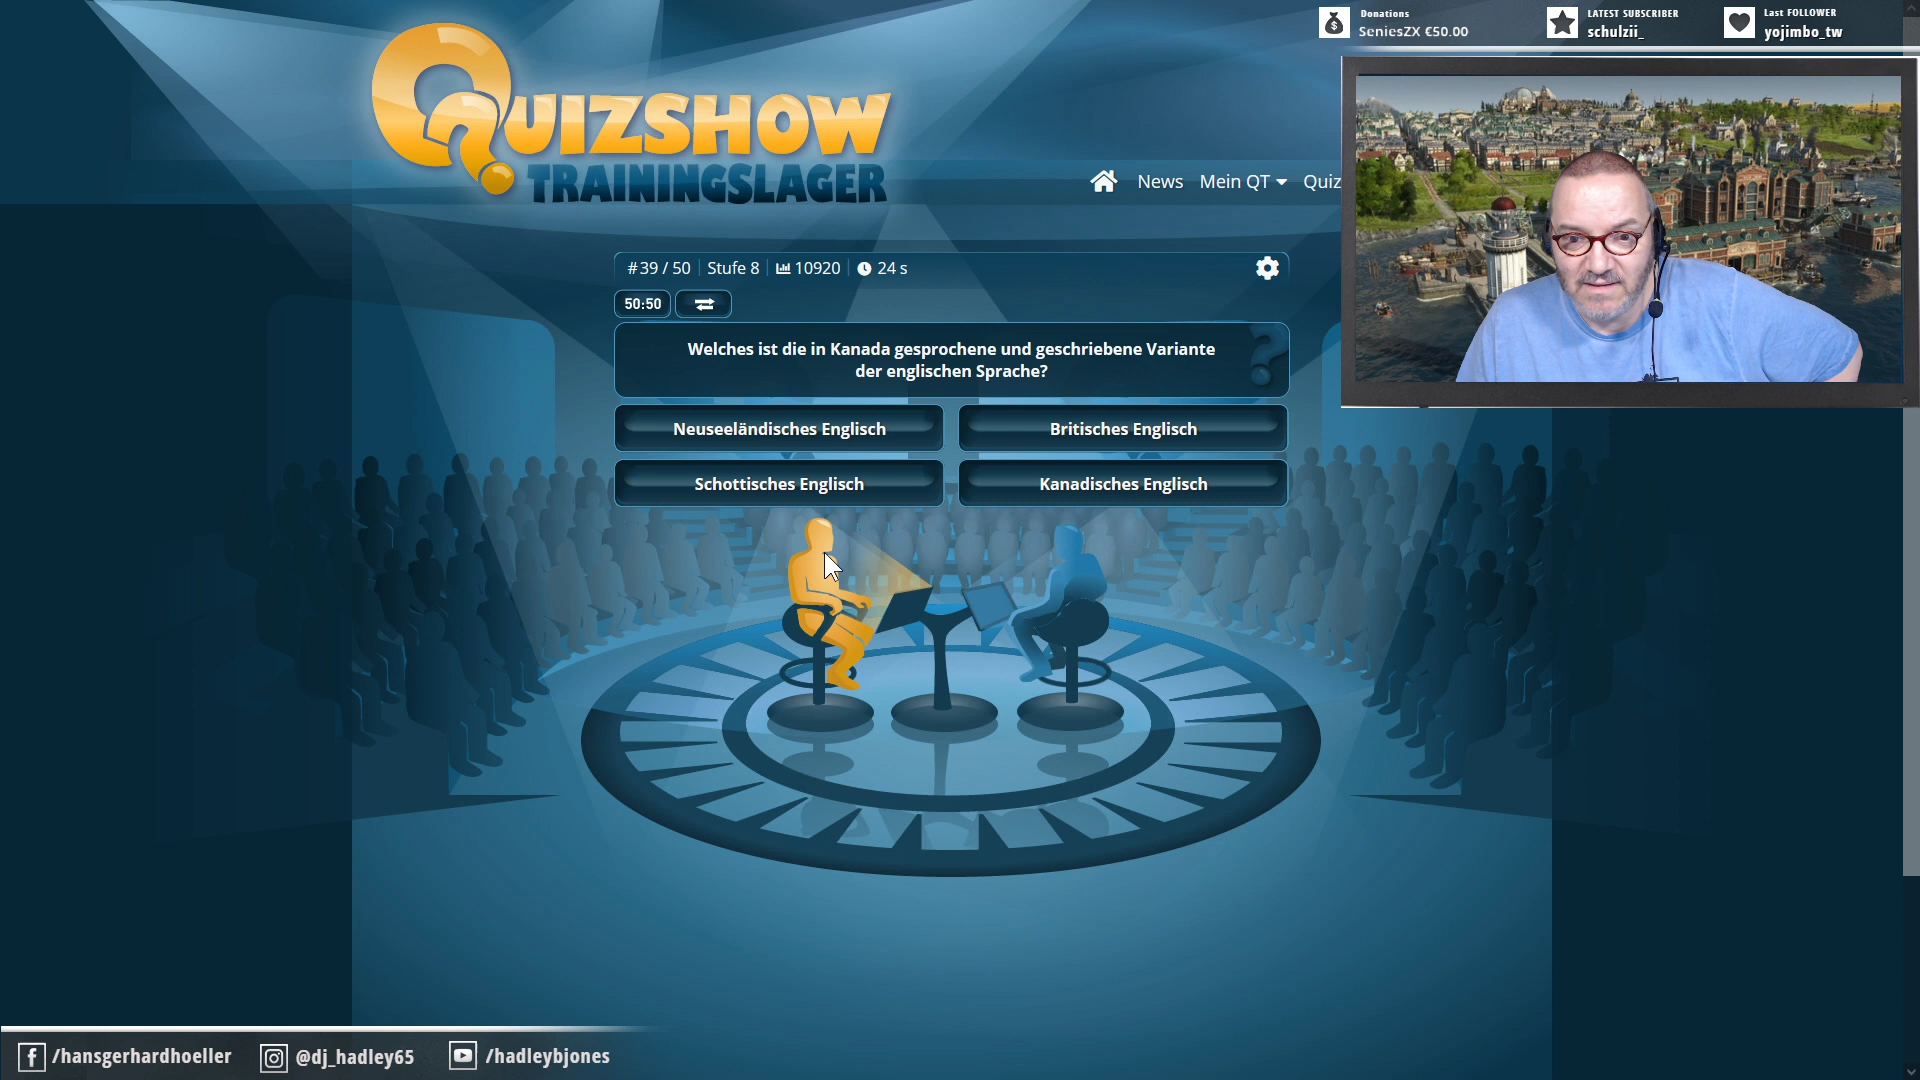 Donations
SeniesZX €50.00
LATEST SUBSCRIBER
schulzii_
Last FOLLOWER
yojimbo_tw
QUIZSHOW
TRAININGSLAGER
News Mein QT Quiz
#39 / 50 Stufe 8 10920 24 s
50:50
Welches ist die in Kanada gesprochene und geschriebene Variante
der englischen Sprache?
Neuseeländisches Englisch
Britisches Englisch
Schottisches Englisch
Kanadisches Englisch
/hansgerhardhoeller @dj_hadley65 /hadleybjones